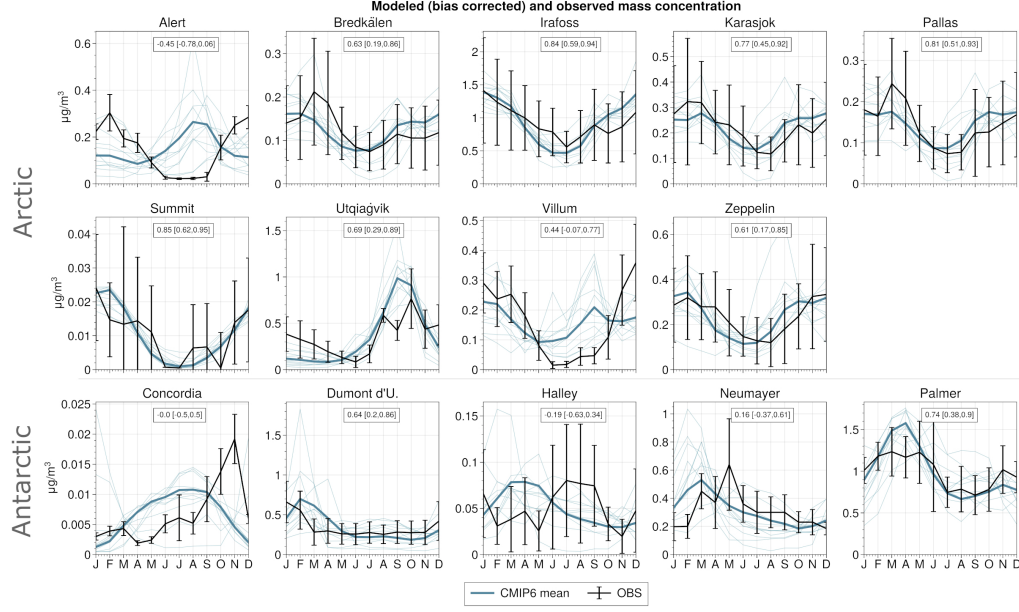 Modeled (bias corrected) and observed mass concentration
Alert
Bredkälen
Irafoss
Karasjok
Pallas
-0.45 [-0.78,0.06]
0.63 [0.19,0.86]
0.84 [0.59,0.94]
0.77 [0.45,0.92]
0.81 [0.51,0.93]
µg/m³
0.6
0.4
0.2
0
0.3
0.2
0.1
0
2.0
1.5
1.0
0.5
0
0.5
0.4
0.3
0.2
0.1
0
0.3
0.2
0.1
0
Arctic
Summit
Utqiaġvik
Villum
Zeppelin
0.85 [0.62,0.95]
0.69 [0.29,0.89]
0.44 [-0.07,0.77]
0.61 [0.17,0.85]
µg/m³
0.04
0.03
0.02
0.01
0
1.5
1.0
0.5
0
0.5
0.4
0.3
0.2
0.1
0
0.6
0.4
0.2
0
Concordia
Dumont d'U.
Halley
Neumayer
Palmer
-0.0 [-0.5,0.5]
0.64 [0.2,0.86]
-0.19 [-0.63,0.34]
0.16 [-0.37,0.61]
0.74 [0.38,0.9]
Antarctic
µg/m³
0.025
0.020
0.015
0.010
0.005
0
1.5
1.0
0.5
0
0.15
0.10
0.05
0
1
0.8
0.6
0.4
0.2
0
1.5
1.0
0.5
0
J F M A M J J A S O N D
J F M A M J J A S O N D
J F M A M J J A S O N D
J F M A M J J A S O N D
J F M A M J J A S O N D
CMIP6 mean
OBS